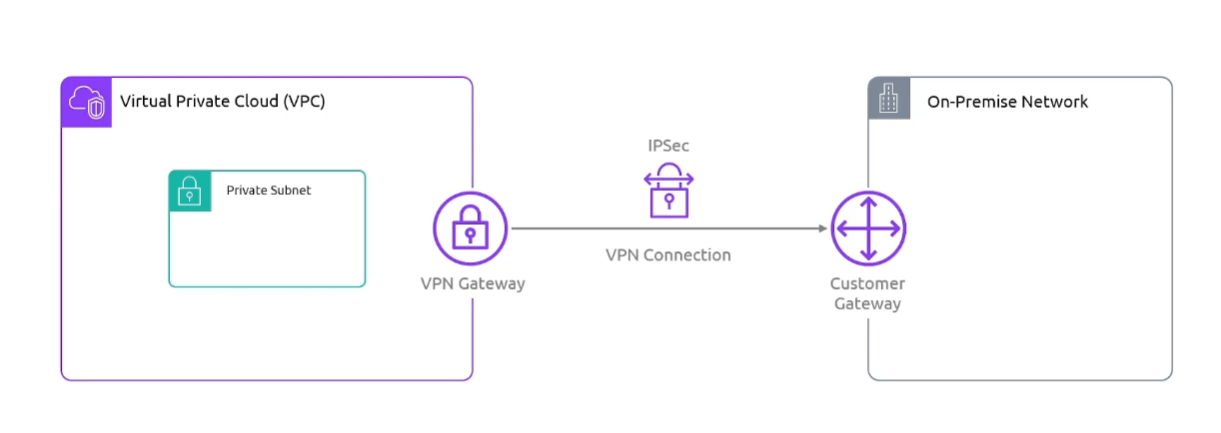 Virtual Private Cloud (VPC)
On-Premise Network
IPSec
Private Subnet
VPN Connection
VPN Gateway
Customer
Gateway